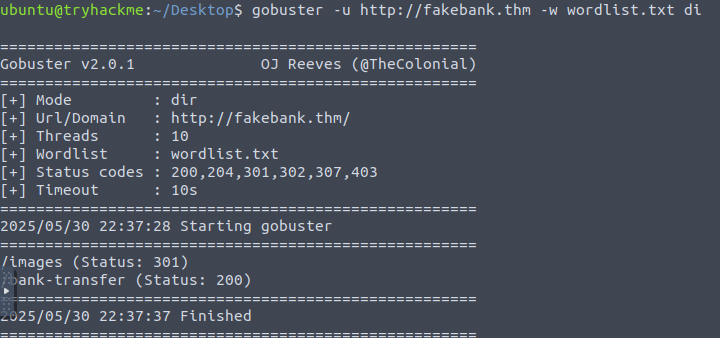 ubuntu@tryhackme:~/Desktop$ gobuster -u http://fakebank.thm -w wordlist.txt di
=====================================================
Gobuster v2.0.1              OJ Reeves (@TheColonial)
=====================================================
[+] Mode         : dir
[+] Url/Domain   : http://fakebank.thm/
[+] Threads      : 10
[+] Wordlist     : wordlist.txt
[+] Status codes : 200,204,301,302,307,403
[+] Timeout      : 10s
=====================================================
2025/05/30 22:37:28 Starting gobuster
=====================================================
/images (Status: 301)
/bank-transfer (Status: 200)
=====================================================
2025/05/30 22:37:37 Finished
=====================================================